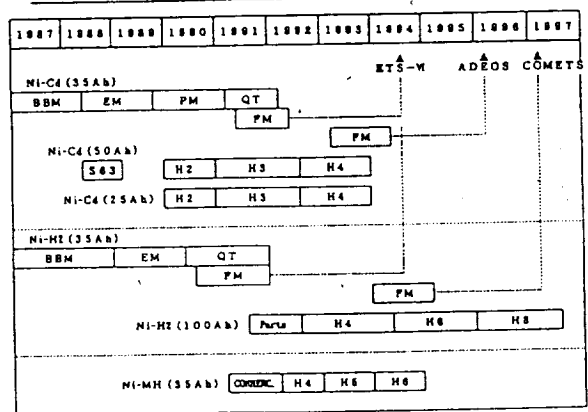 1987 1988 1989 1990 1991 1992 1993 1994 1995 1996 1997
ETS-VI ADEOS COMETS
Ni-Cd (35Ah)
BBM EM PM QT
FM
FM
Ni-Cd (50Ah)
S63 H2 H3 H4
Ni-Cd (25Ah) H2 H3 H4
Ni-H2 (35Ah)
BBM EM QT
FM
FM
Ni-H2 (100Ah) Parts H4 H6 H8
Ni-MH (35Ah) H4 H5 H6